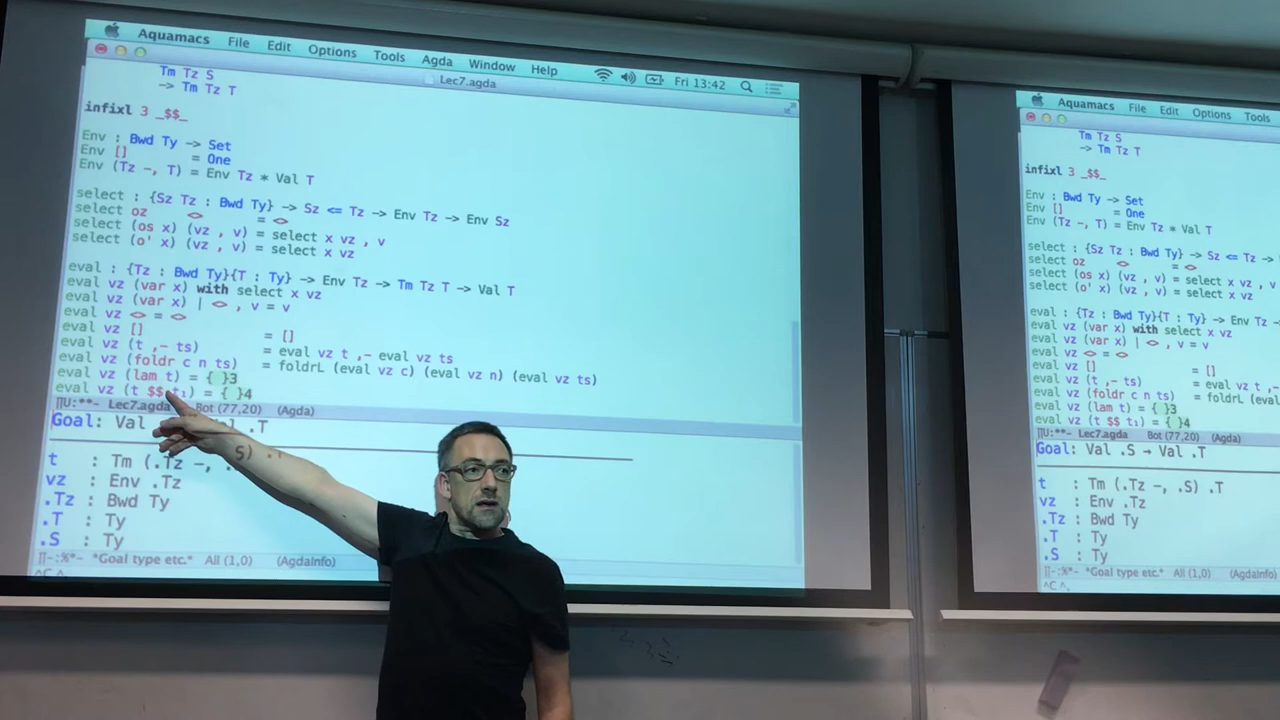 Aquamacs File Edit Options Tools Agda Window Help Fri 13:42
Lec7.agda
Tm Tz S
-> Tm Tz T
infixl 3 _$$_
Env : Bwd Ty -> Set
Env [] = One
Env (Tz -, T) = Env Tz * Val T
select : {Sz Tz : Bwd Ty} -> Sz <= Tz -> Env Tz -> Env Sz
select oz <> = <>
select (os x) (vz , v) = select x vz , v
select (o' x) (vz , v) = select x vz
eval : {Tz : Bwd Ty}{T : Ty} -> Env Tz -> Tm Tz T -> Val T
eval vz (var x) with select x vz
eval vz (var x) | <> , v = v
eval vz <> = <>
eval vz [] = []
eval vz (t ,- ts) = eval vz t ,- eval vz ts
eval vz (foldr c n ts) = foldrL (eval vz c) (eval vz n) (eval vz ts)
eval vz (lam t) = { }3
eval vz (t $$ t₁) = { }4
U:**- Lec7.agda Bot (77,20) (Agda)
Goal: Val .T
t : Tm (.Tz -, .S) .T
vz : Env .Tz
.Tz : Bwd Ty
.T : Ty
.S : Ty
-:%*- *Goal type etc.* All (1,0) (AgdaInfo)
^C ^,
Aquamacs File Edit Options Tools
Tm Tz S
-> Tm Tz T
infixl 3 _$$_
Env : Bwd Ty -> Set
Env [] = One
Env (Tz -, T) = Env Tz * Val T
select : {Sz Tz : Bwd Ty} -> Sz <= Tz ->
select oz <> = <>
select (os x) (vz , v) = select x vz , v
select (o' x) (vz , v) = select x vz
eval : {Tz : Bwd Ty}{T : Ty} -> Env Tz
eval vz (var x) with select x vz
eval vz (var x) | <> , v = v
eval vz <> = <>
eval vz [] = []
eval vz (t ,- ts) = eval vz
eval vz (foldr c n ts) = foldrL
eval vz (lam t) = { }3
eval vz (t $$ t₁) = { }4
U:**- Lec7.agda Bot (77,20) (Agda)
Goal: Val .S → Val .T
t : Tm (.Tz -, .S) .T
vz : Env .Tz
.Tz : Bwd Ty
.T : Ty
.S : Ty
-:%*- *Goal type etc.* All (1,0) (AgdaInfo)
^C ^,